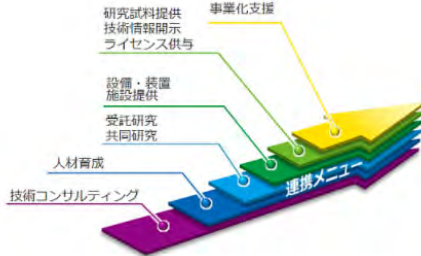 研究試料提供
技術情報開示
ライセンス供与
事業化支援
設備・装置
施設提供
受託研究
共同研究
人材育成
技術コンサルティング
連携メニュー